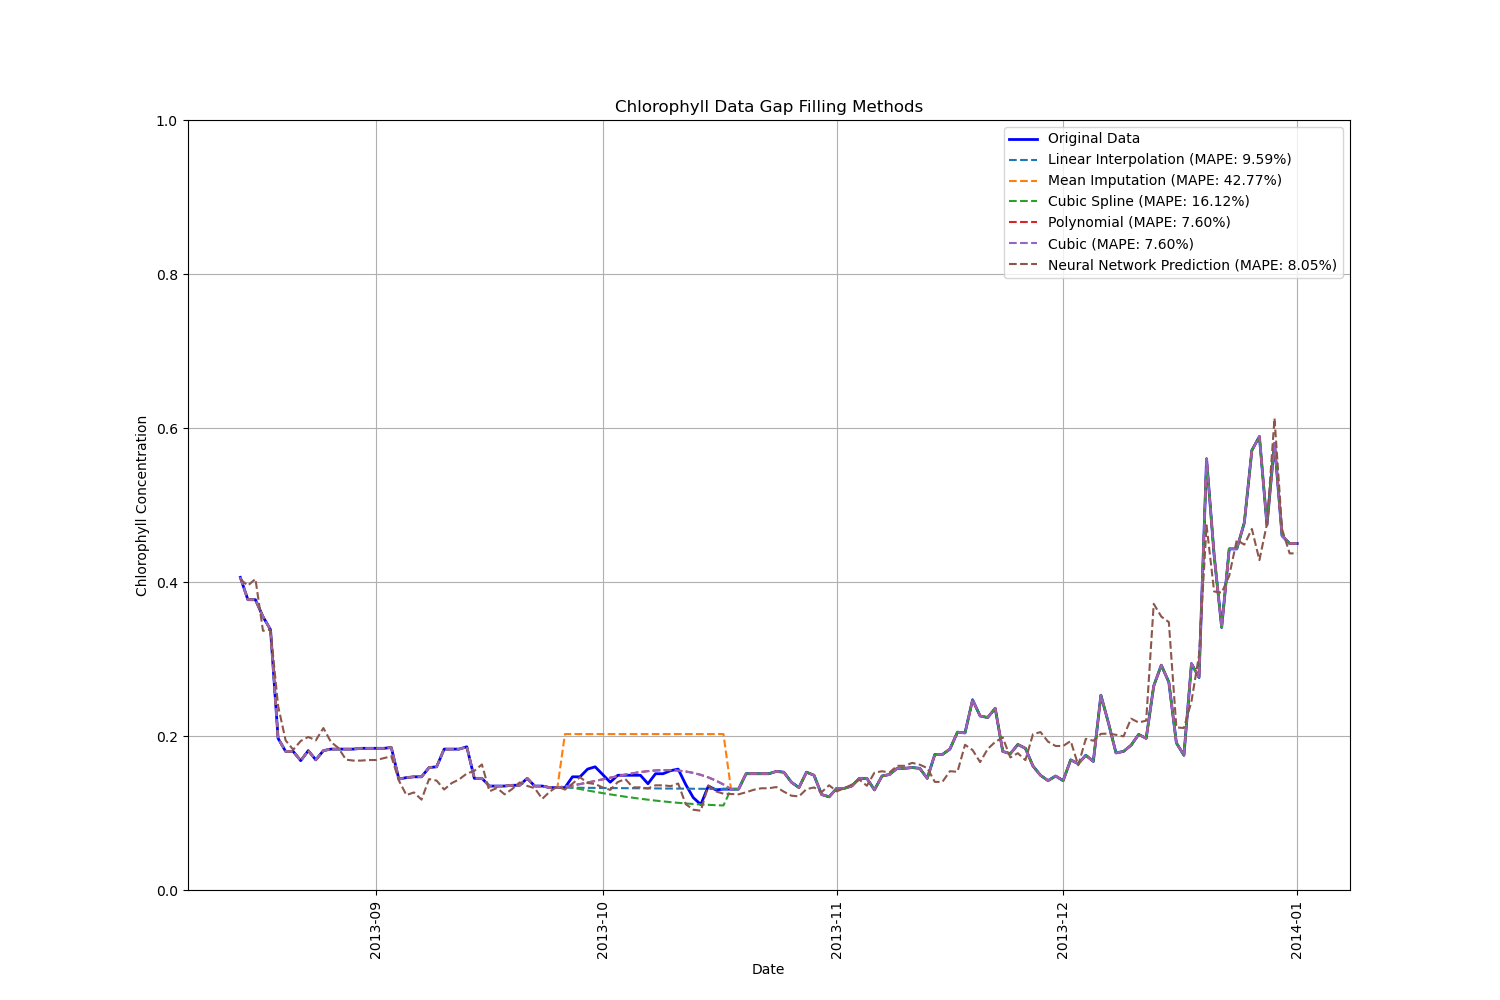 Chlorophyll Data Gap Filling Methods
1.0
0.8
0.6
0.4
0.2
0.0
Chlorophyll Concentration
Original Data
Linear Interpolation (MAPE: 9.59%)
Mean Imputation (MAPE: 42.77%)
Cubic Spline (MAPE: 16.12%)
Polynomial (MAPE: 7.60%)
Cubic (MAPE: 7.60%)
Neural Network Prediction (MAPE: 8.05%)
2013-09
2013-10
2013-11
2013-12
2014-01
Date